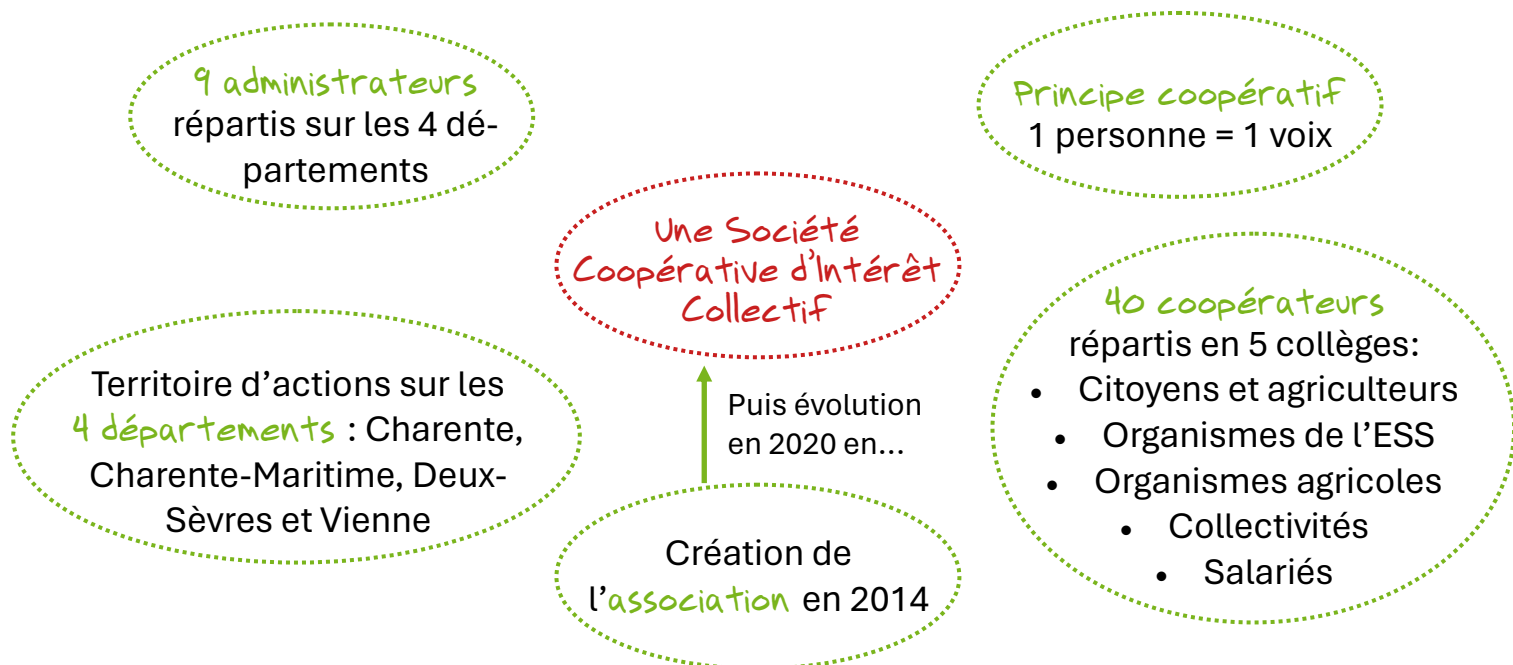 9 administrateurs
répartis sur les 4 dé-
partements
Principe coopératif
1 personne = 1 voix
Une Société
Coopérative d'Intérêt
Collectif
Territoire d'actions sur les
4 départements : Charente,
Charente-Maritime, Deux-
Sèvres et Vienne
Puis évolution
en 2020 en...
Création de
l'association en 2014
40 coopérateurs
répartis en 5 collèges:
• Citoyens et agriculteurs
• Organismes de l'ESS
• Organismes agricoles
• Collectivités
• Salariés